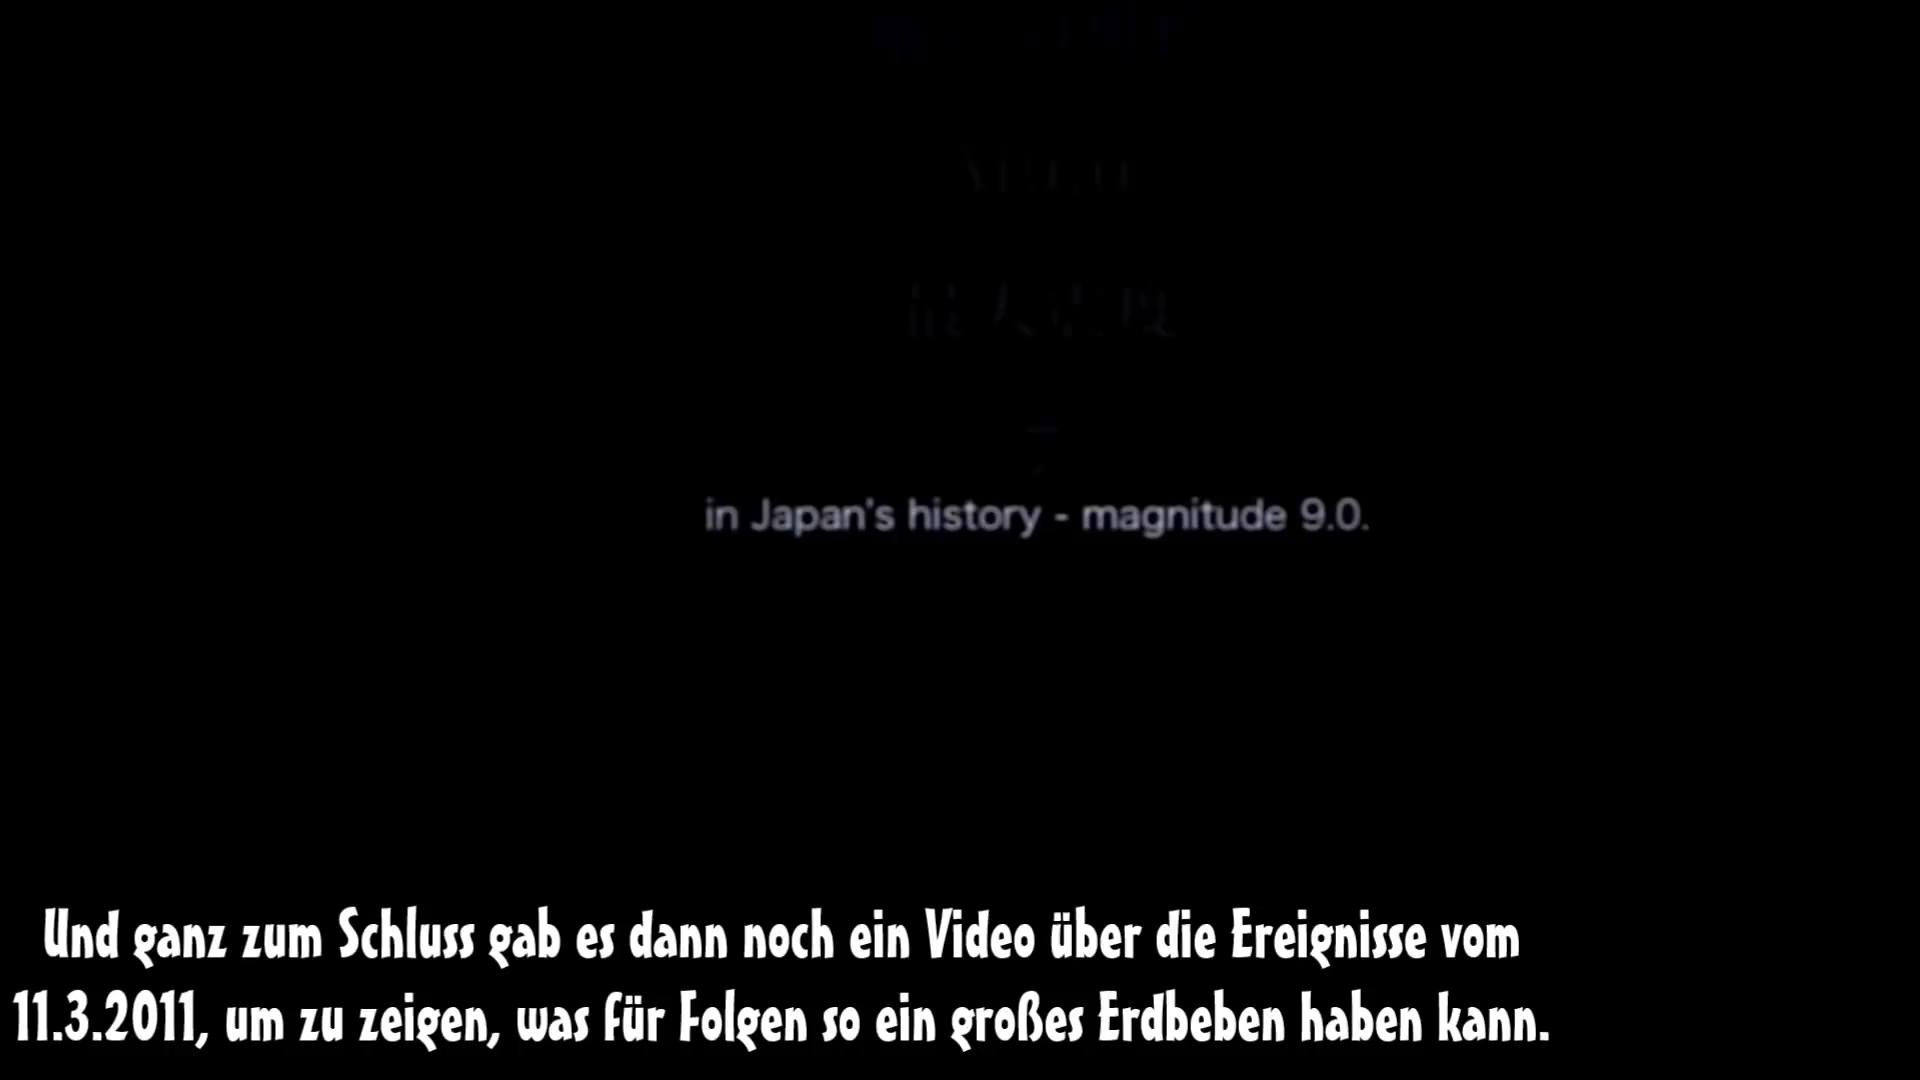 in Japan's history - magnitude 9.0.
Und ganz zum Schluss gab es dann noch ein Video über die Ereignisse vom
11.3.2011, um zu zeigen, was für Folgen so ein großes Erdbeben haben kann.